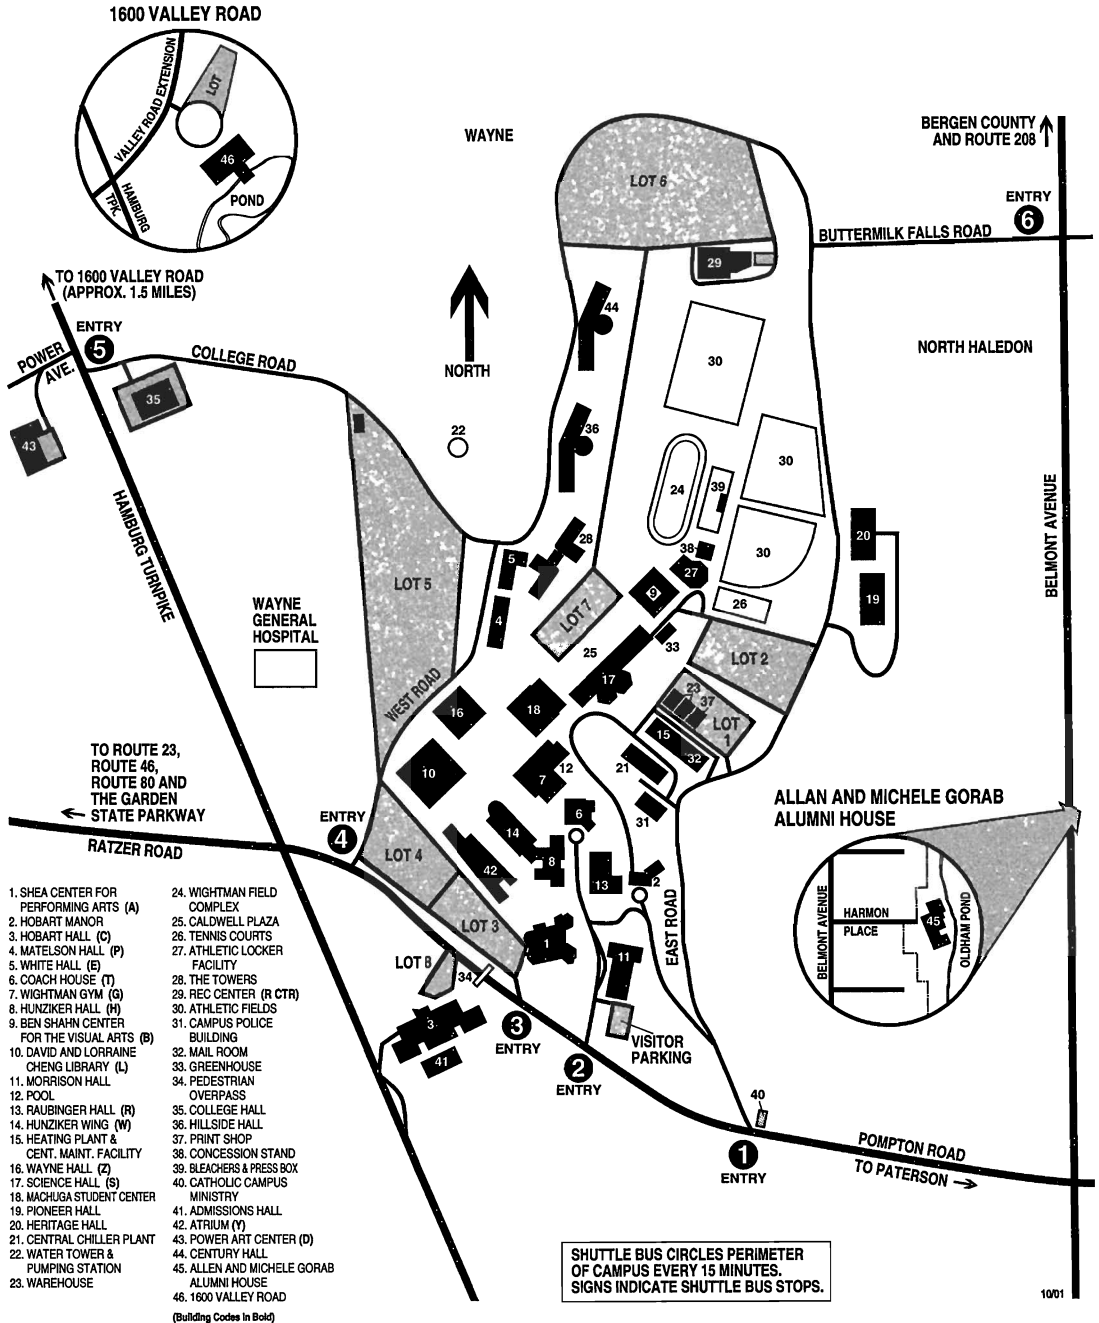 1600 VALLEY ROAD
VALLEY ROAD EXTENSION
LOT
46
POND
HAMBURG
TPK.
TO 1600 VALLEY ROAD
(APPROX. 1.5 MILES)
WAYNE
NORTH
BERGEN COUNTY
AND ROUTE 208
ENTRY
6
BUTTERMILK FALLS ROAD
NORTH HALEDON
BELMONT AVENUE
ENTRY
5
POWER
AVE.
COLLEGE ROAD
35
43
HAMBURG TURNPIKE
22
LOT 6
29
44
30
36
30
24
39
30
20
28
38
5
27
19
LOT 5
9
26
WAYNE
GENERAL
HOSPITAL
4
LOT 7
33
25
LOT 2
WEST ROAD
17
23
37
16
18
LOT
1
15
32
TO ROUTE 23,
ROUTE 46,
ROUTE 80 AND
THE GARDEN
STATE PARKWAY
12
21
10
7
ENTRY
4
6
31
RATZER ROAD
LOT 4
14
8
42
13
2
LOT 3
EAST ROAD
1
11
LOT 8
34
3
41
3
ENTRY
2
ENTRY
VISITOR
PARKING
40
1
ENTRY
POMPTON ROAD
TO PATERSON
ALLAN AND MICHELE GORAB
ALUMNI HOUSE
BELMONT AVENUE
HARMON
PLACE
45
OLDHAM POND
1. SHEA CENTER FOR
PERFORMING ARTS (A)
2. HOBART MANOR
3. HOBART HALL (C)
4. MATELSON HALL (P)
5. WHITE HALL (E)
6. COACH HOUSE (T)
7. WIGHTMAN GYM (G)
8. HUNZIKER HALL (H)
9. BEN SHAHN CENTER
FOR THE VISUAL ARTS (B)
10. DAVID AND LORRAINE
CHENG LIBRARY (L)
11. MORRISON HALL
12. POOL
13. RAUBINGER HALL (R)
14. HUNZIKER WING (W)
15. HEATING PLANT &
CENT. MAINT. FACILITY
16. WAYNE HALL (Z)
17. SCIENCE HALL (S)
18. MACHUGA STUDENT CENTER
19. PIONEER HALL
20. HERITAGE HALL
21. CENTRAL CHILLER PLANT
22. WATER TOWER &
PUMPING STATION
23. WAREHOUSE
24. WIGHTMAN FIELD
COMPLEX
25. CALDWELL PLAZA
26. TENNIS COURTS
27. ATHLETIC LOCKER
FACILITY
28. THE TOWERS
29. REC CENTER (R CTR)
30. ATHLETIC FIELDS
31. CAMPUS POLICE
BUILDING
32. MAIL ROOM
33. GREENHOUSE
34. PEDESTRIAN
OVERPASS
35. COLLEGE HALL
36. HILLSIDE HALL
37. PRINT SHOP
38. CONCESSION STAND
39. BLEACHERS & PRESS BOX
40. CATHOLIC CAMPUS
MINISTRY
41. ADMISSIONS HALL
42. ATRIUM (Y)
43. POWER ART CENTER (D)
44. CENTURY HALL
45. ALLEN AND MICHELE GORAB
ALUMNI HOUSE
46. 1600 VALLEY ROAD
(Building Codes in Bold)
SHUTTLE BUS CIRCLES PERIMETER
OF CAMPUS EVERY 15 MINUTES.
SIGNS INDICATE SHUTTLE BUS STOPS.
10/01